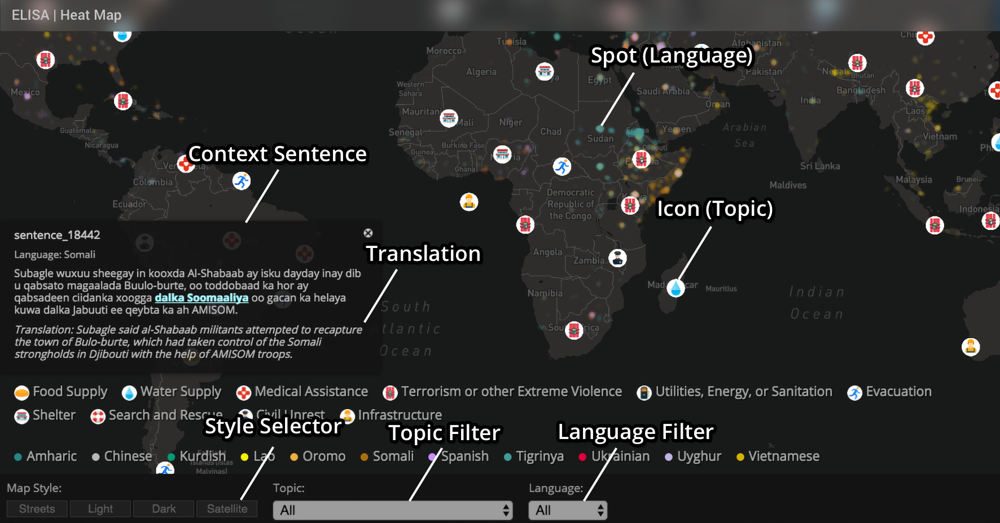 ELISA | Heat Map
Ocean
Tunisia
Afghanistan
Morocco
Spot (Language)
Algeria
Egypt
Pakistan
Nepal
Bhutan
Mexico
Western
Sahara
Saudi Arabia
Bangladesh
India
Oman
Laos
Mali
Niger
Guatemala
Senegal
Chad
Sudan
Yemen
Arabian
Sea
Vietnam
Nicaragua
Burkina Faso
Djibouti
Guinea
Context Sentence
Ghana
Sri Lanka
Colombia
Malaysia
Brunei
Maldives
Ecuador
Democratic
Republic of
the Congo
Icon (Topic)
Indonesia
sentence_18442
Language: Somali
Translation
Angola
Zambia
Subagle wuxuu sheegay in kooxda Al-Shabaab ay isku dayday inay dib
u qabsato magaalada Buulo-burte, oo toddobaad ka hor ay
qabsadeen ciidanka xoogga dalka Soomaaliya oo gacan ka helaya
kuwa dalka Jabuuti ee qeybta ka ah AMISOM.
Mauritius
Namibia
Indian
Ocean
South
Atlantic
Ocean
Translation: Subagle said al-Shabaab militants attempted to recapture
the town of Bulo-burte, which had taken control of the Somali
strongholds in Djibouti with the help of AMISOM troops.
Food Supply Water Supply Medical Assistance Terrorism or other Extreme Violence Utilities, Energy, or Sanitation Evacuation
Shelter Search and Rescue Civil Unrest Infrastructure
Style Selector Topic Filter Language Filter
Amharic Chinese Kurdish Lao Oromo Somali Spanish Tigrinya Ukrainian Uyghur Vietnamese
Islands (Islas
Malvinas)
Map Style: Topic: Language:
Streets Light Dark Satellite All All